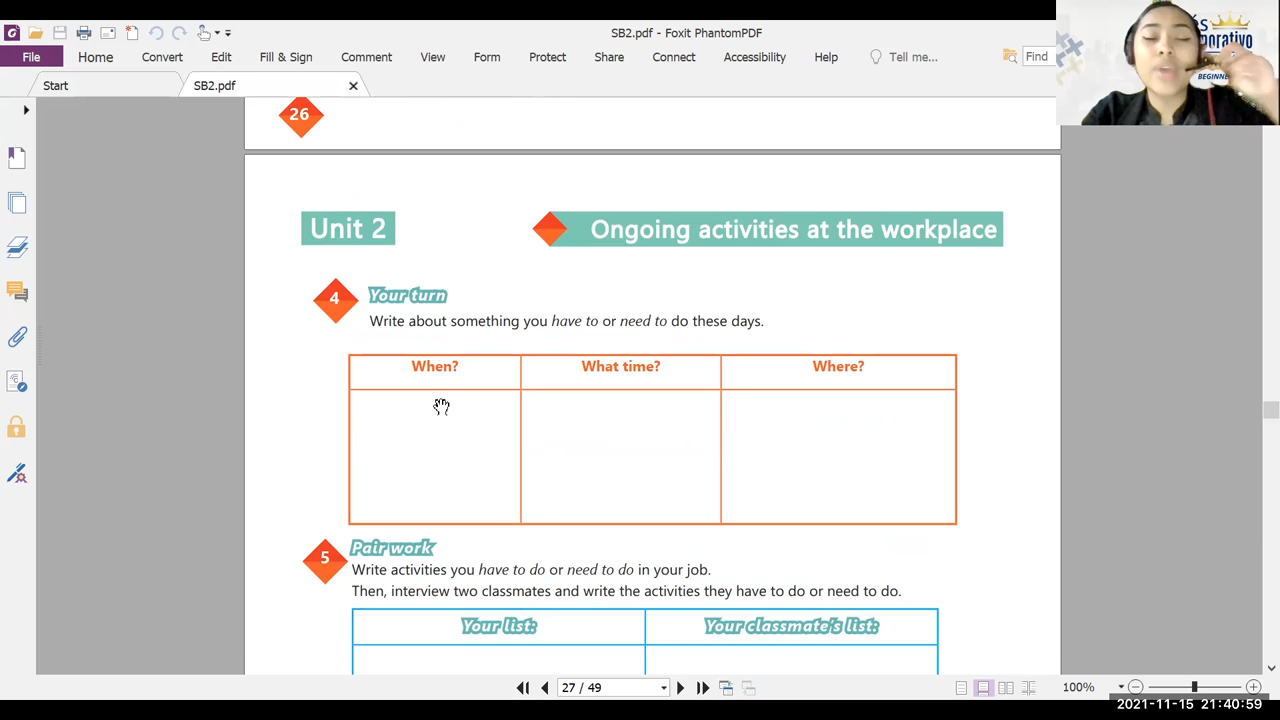 SB2.pdf - Foxit PhantomPDF
File Home Convert Edit Fill & Sign Comment View Form Protect Share Connect Accessibility Help Tell me... Find
Start SB2.pdf
26
Unit 2 Ongoing activities at the workplace
4 Your turn
Write about something you have to or need to do these days.
When? What time? Where?
5 Pair work
Write activities you have to do or need to do in your job.
Then, interview two classmates and write the activities they have to do or need to do.
Your list: Your classmate's list:
27 / 49 100%
2021-11-15 21:40:59